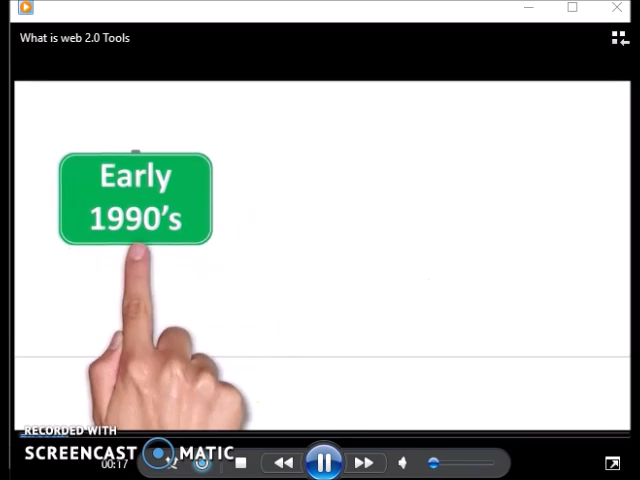 What is web 2.0 Tools
Early
1990's
RECORDED WITH
SCREENCAST MATIC
00:17